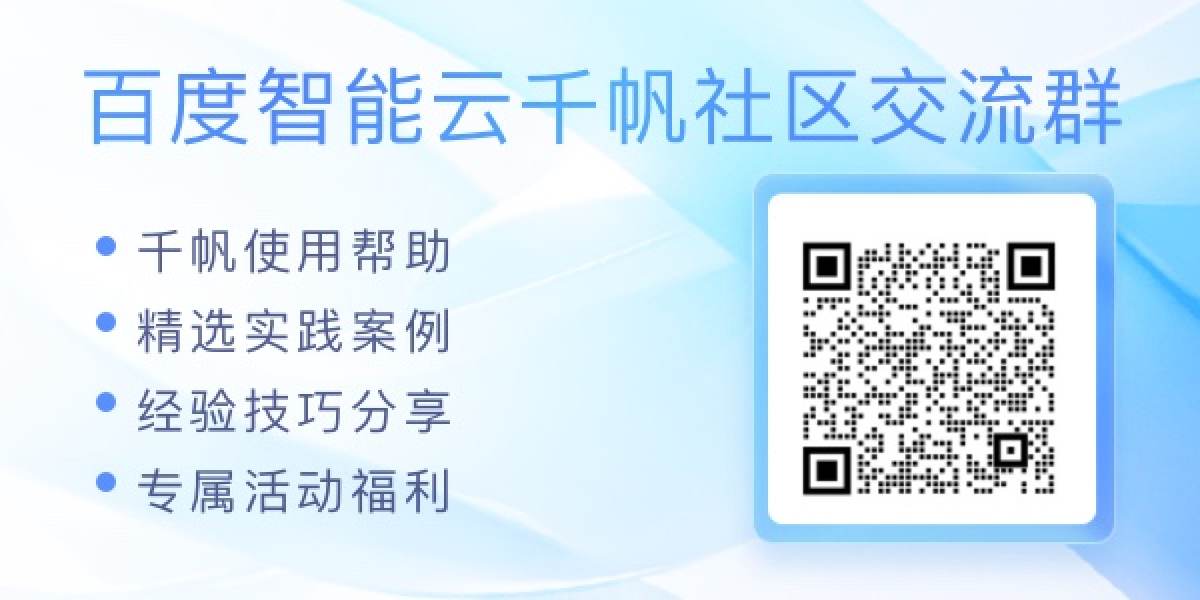 百度智能云千帆社区交流群
千帆使用帮助
精选实践案例
经验技巧分享
专属活动福利